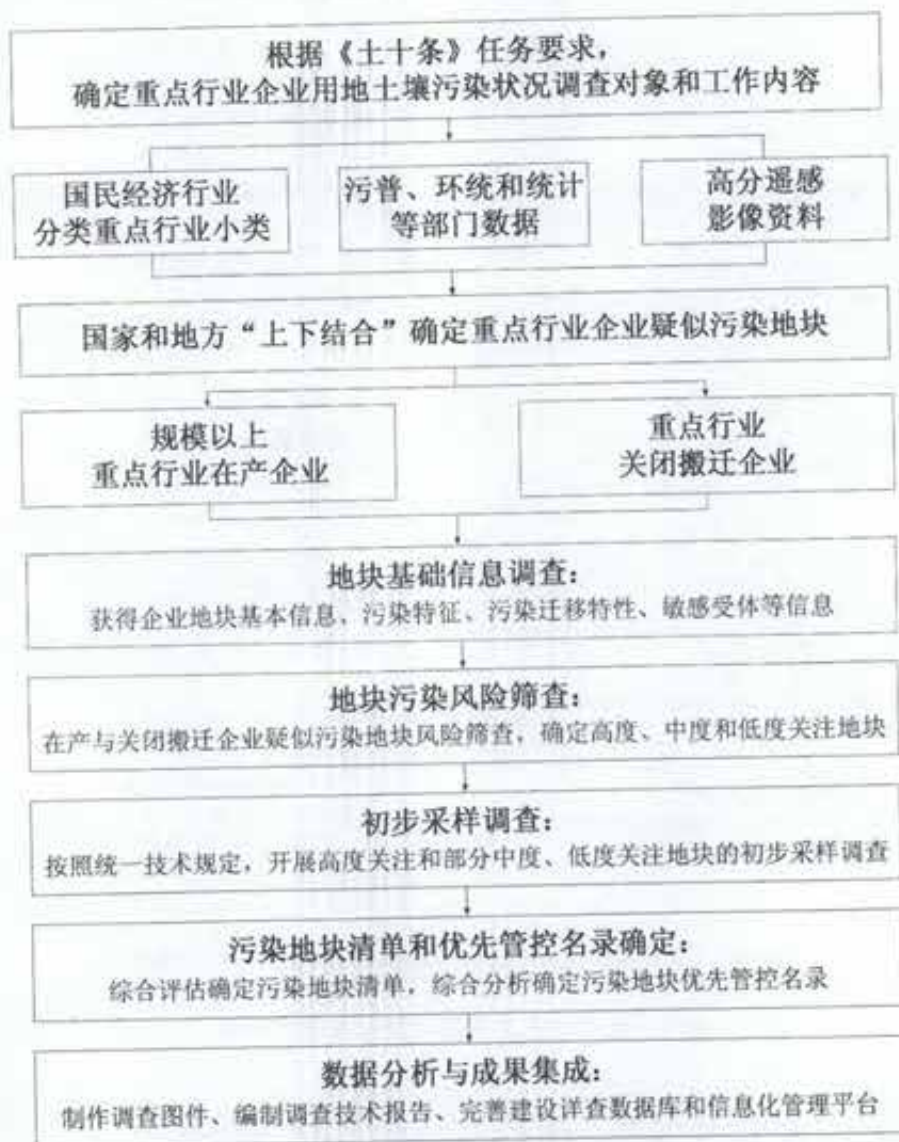 根据《土十条》任务要求，
确定重点行业企业用地土壤污染状况调查对象和工作内容
国民经济行业
分类重点行业小类
污普、环统和统计
等部门数据
高分遥感
影像资料
国家和地方“上下结合”确定重点行业企业疑似污染地块
规模以上
重点行业在产企业
重点行业
关闭搬迁企业
地块基础信息调查：
获得企业地块基本信息、污染特征、污染迁移特性、敏感受体等信息
地块污染风险筛查：
在产与关闭搬迁企业疑似污染地块风险筛查，确定高度、中度和低度关注地块
初步采样调查：
按照统一技术规定，开展高度关注和部分中度、低度关注地块的初步采样调查
污染地块清单和优先管控名录确定：
综合评估确定污染地块清单，综合分析确定污染地块优先管控名录
数据分析与成果集成：
制作调查图件、编制调查技术报告、完善建设详查数据库和信息化管理平台